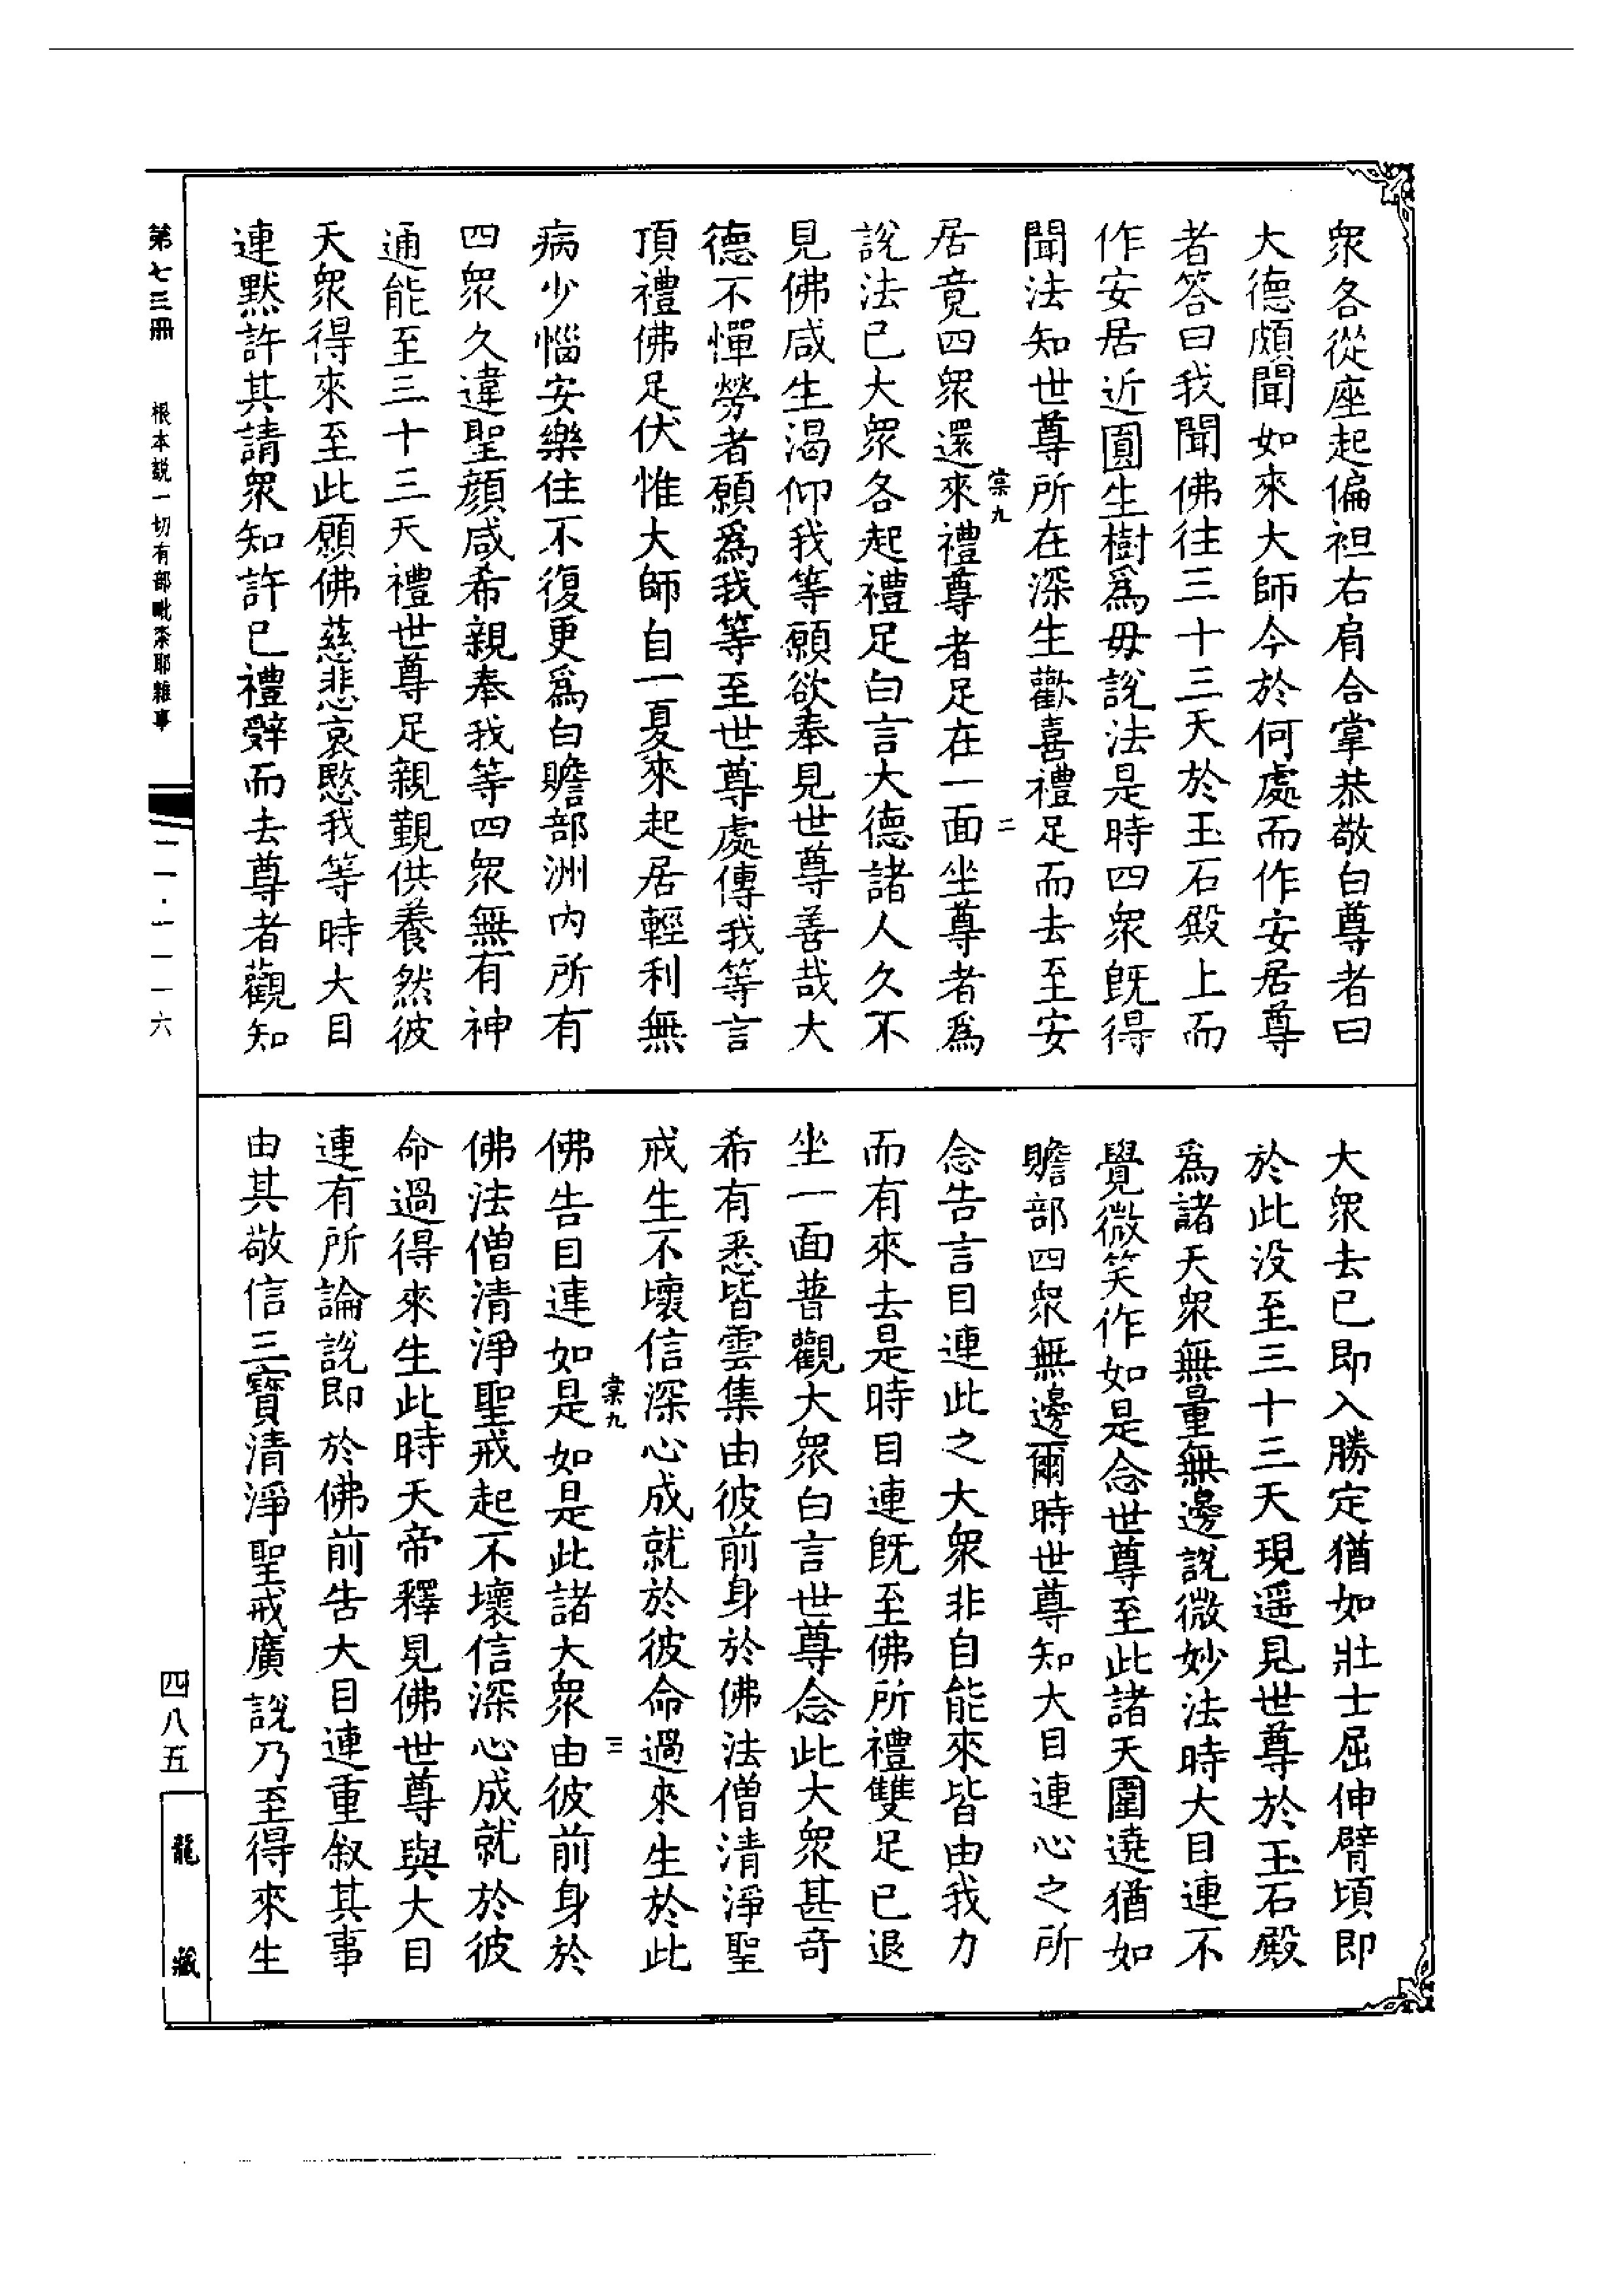 衆各從座起偏袒右肩合掌恭敬白尊者曰
大德頗聞如來大師今於何處而作安居尊
者答曰我聞佛往三十三天於玉石殿上而
作安居近圓生樹爲毋說法是時四衆旣得
聞法知世尊所在深生歡喜禮足而去至安
棠九 二
居竟四衆還來禮尊者足在一面坐尊者爲
說法已大衆各起禮足白言大德諸人久不
見佛咸生渴仰我等願欲奉見世尊善哉大
德不憚勞者願爲我等至世尊處傳我等言
頂禮佛足伏惟大師自一夏來起居輕利無
病少惱安樂住不復更爲白贍部洲內所有
四衆久違聖顔咸希親奉我等四衆無有神
通能至三十三天禮世尊足親覲供養然彼
天衆得來至此願佛慈悲哀愍我等時大目
連默許其請衆知許已禮辤而去尊者觀知
大衆去已即入勝定猶如壯士屈伸臂頃即
於此没至三十三天現遥見世尊於玉石殿
爲諸天衆無量無邊說微妙法時大目連不
覺微笑作如是念世尊至此諸天圍遶猶如
贍部四衆無邊爾時世尊知大目連心之所
念告言目連此之大衆非自能來皆由我力
而有來去是時目連旣至佛所禮雙足已退
坐一面普觀大衆白言世尊念此大衆甚奇
希有悉皆雲集由彼前身於佛法僧清淨聖
戒生不壞信深心成就於彼命過來生於此
棠九 三
佛告目連如是如是此諸大衆由彼前身於
佛法僧清淨聖戒起不壞信深心成就於彼
命過得來生此時天帝釋見佛世尊與大目
連有所論說即於佛前告大目連重叙其事
由其敬信三寶清淨聖戒廣說乃至得來生
第七三冊 根本説一切有部毗柰耶雜事 二一·一一一六
四八五
龍藏